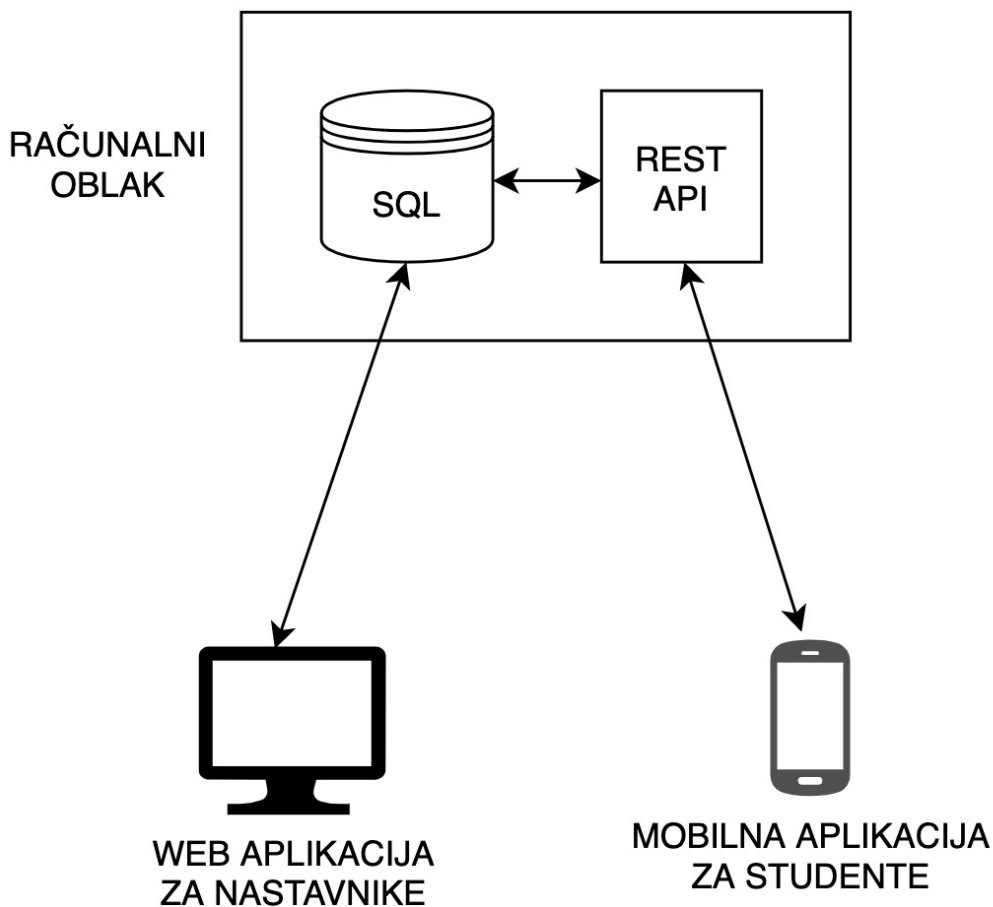 RAČUNALNI
OBLAK
SQL
REST
API
WEB APLIKACIJA
ZA NASTAVNIKE
MOBILNA APLIKACIJA
ZA STUDENTE